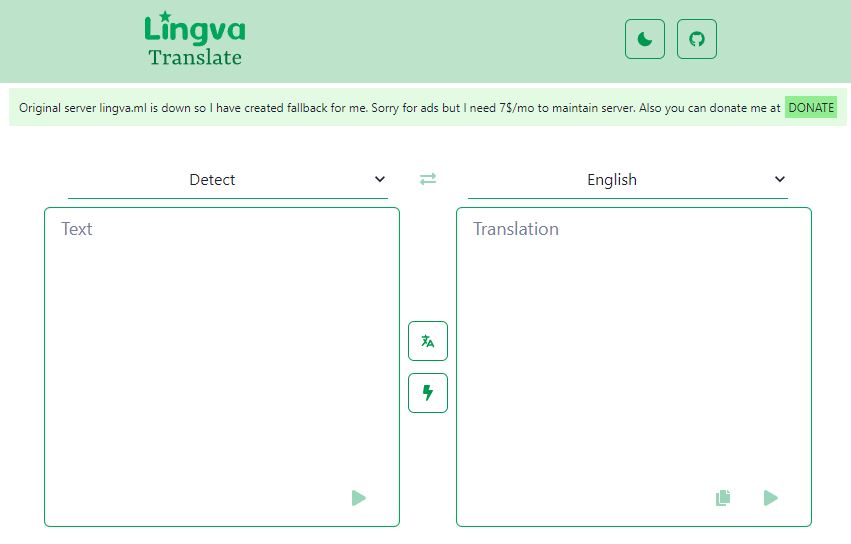 Lingva
Translate
Original server lingva.ml is down so I have created fallback for me. Sorry for ads but I need 7$/mo to maintain server. Also you can donate me at DONATE
Detect
English
Text
Translation